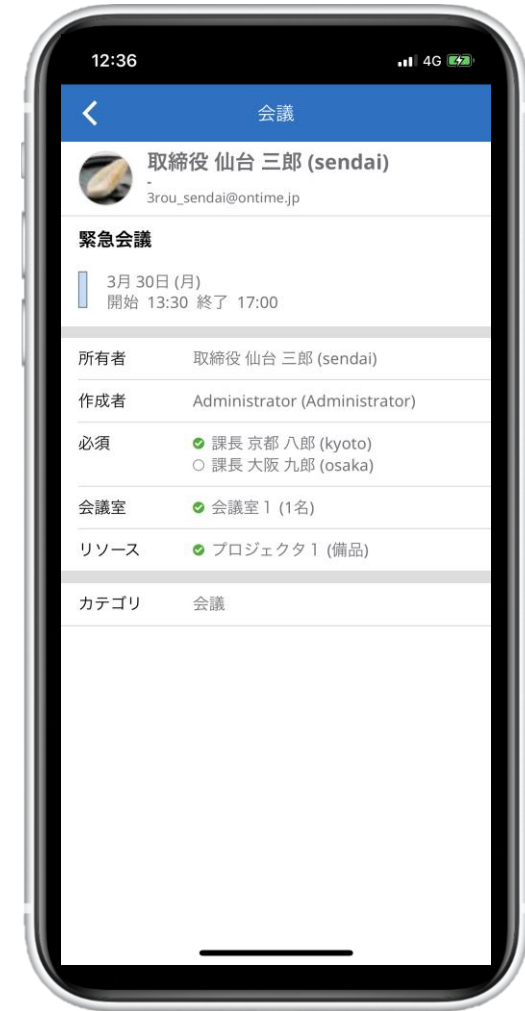 12:36 4G 47
会議
取締役 仙台 三郎 (sendai)
-
3rou_sendai@ontime.jp
緊急会議
3月 30日 (月)
開始 13:30 終了 17:00
所有者 取締役 仙台 三郎 (sendai)
作成者 Administrator (Administrator)
必須 課長 京都 八郎 (kyoto)
課長 大阪 九郎 (osaka)
会議室 会議室1 (1名)
リソース プロジェクタ1 (備品)
カテゴリ 会議